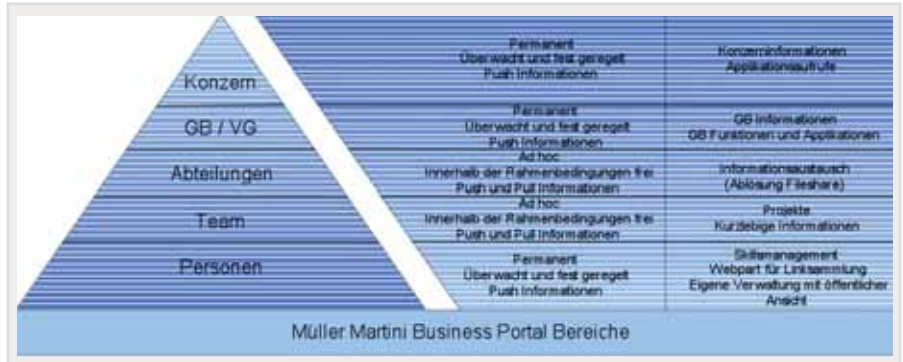 Konzern
Permanent
Überwacht und fest geregelt
Push Informationen
Konzerninformationen
Applikationsaufrufe
GB / VG
Permanent
Überwacht und fest geregelt
Push Informationen
GB Informationen
GB Funktionen und Applikationen
Abteilungen
Ad hoc
Innerhalb der Rahmenbedingungen frei
Push und Pull Informationen
Informationsaustausch
(Ablösung Fileshare)
Team
Ad hoc
Innerhalb der Rahmenbedingungen frei
Push und Pull Informationen
Projekte
Kurzlebige Informationen
Personen
Permanent
Überwacht und fest geregelt
Push Informationen
Skillsmanagement
Webpart für Linksammlung
Eigene Verwaltung mit öffentlicher
Ansicht
Müller Martini Business Portal Bereiche